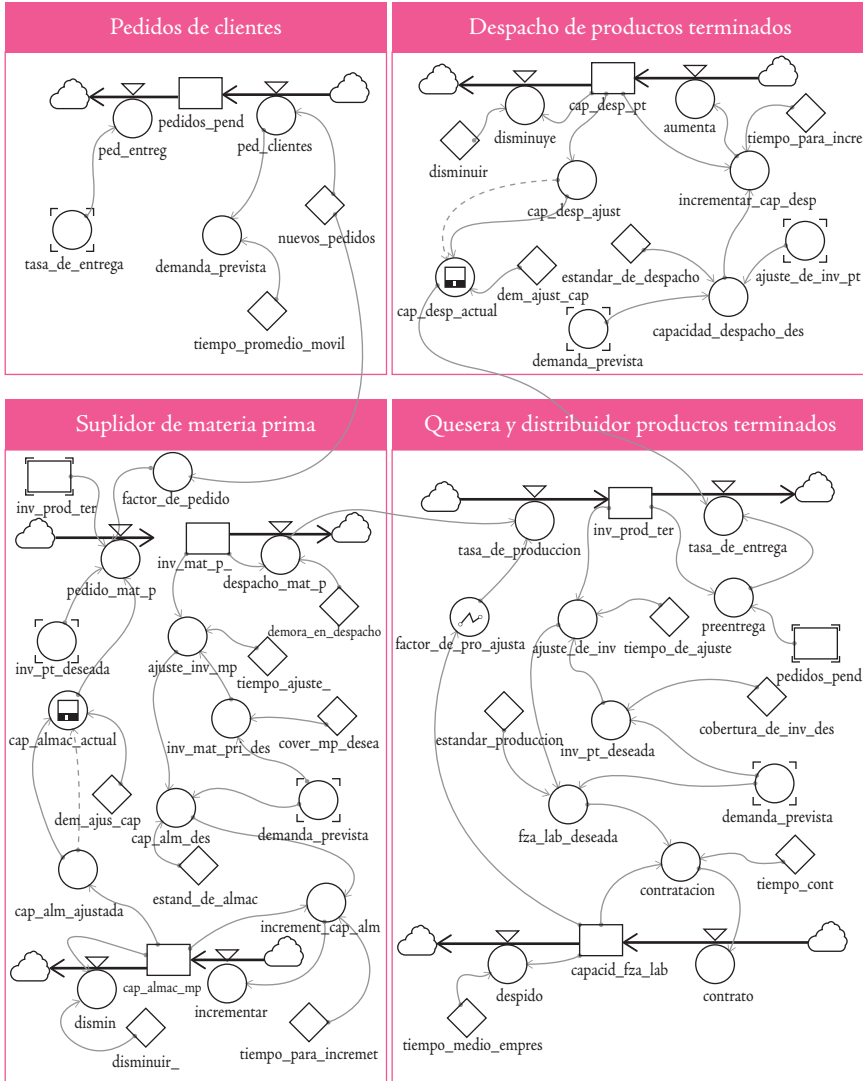 Pedidos de clientes
pedidos_pend
ped_entreg
ped_clientes
tasa_de_entrega
demanda_prevista
nuevos_pedidos
tiempo_promedio_movil
Despacho de productos terminados
cap_desp_pt
disminuye
aumenta
tiempo_para_incre
disminuir
cap_desp_ajust
incrementar_cap_desp
estandar_de_despacho
ajuste_de_inv_pt
dem_ajust_cap
cap_desp_actual
capacidad_despacho_des
demanda_prevista
Suplidor de materia prima
inv_prod_ter
factor_de_pedido
inv_mat_p_
pedido_mat_p
despacho_mat_p
demora_en_despacho
inv_pt_deseada
ajuste_inv_mp
tiempo_ajuste_
cap_almac_actual
inv_mat_pri_des
cover_mp_desea
dem_ajus_cap
cap_alm_des
demanda_prevista
estand_de_almac
cap_alm_ajustada
increment_cap_alm
cap_almac_mp
dismin
incrementar
disminuir_
tiempo_para_incremet
Quesera y distribuidor productos terminados
inv_prod_ter
tasa_de_produccion
tasa_de_entrega
factor_de_pro_ajusta
ajuste_de_inv
tiempo_de_ajuste
preentrega
pedidos_pend
estandar_produccion
inv_pt_deseada
cobertura_de_inv_des
fza_lab_deseada
demanda_prevista
contratacion
tiempo_cont
capacid_fza_lab
despido
contrato
tiempo_medio_empres